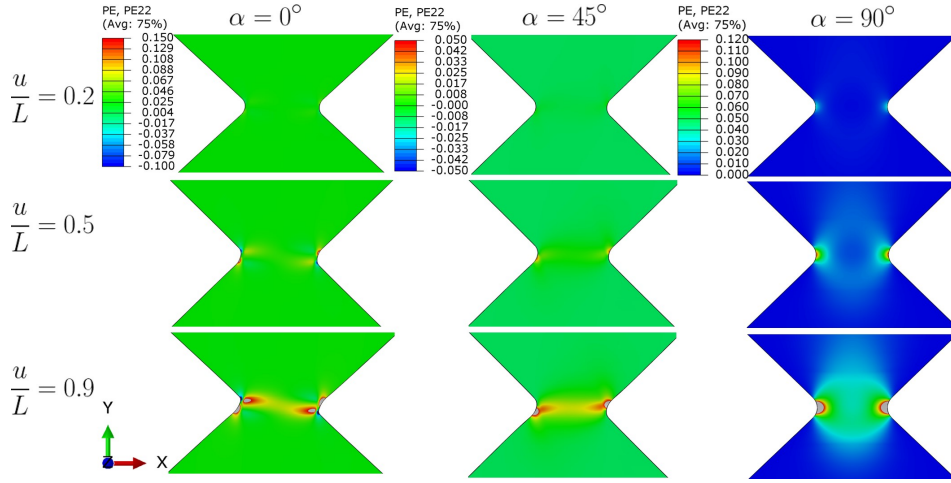 PE, PE22
(Avg: 75%)
0.150
0.129
0.108
0.087
0.067
0.046
0.025
0.004
-0.017
-0.037
-0.058
-0.079
-0.100
α = 0°
PE, PE22
(Avg: 75%)
0.050
0.042
0.033
0.025
0.017
0.008
-0.000
-0.008
-0.017
-0.025
-0.033
-0.042
-0.050
α = 45°
PE, PE22
(Avg: 75%)
0.120
0.110
0.100
0.090
0.080
0.070
0.060
0.050
0.040
0.030
0.020
0.010
0.000
α = 90°
u/L = 0.2
u/L = 0.5
u/L = 0.9
Y
X